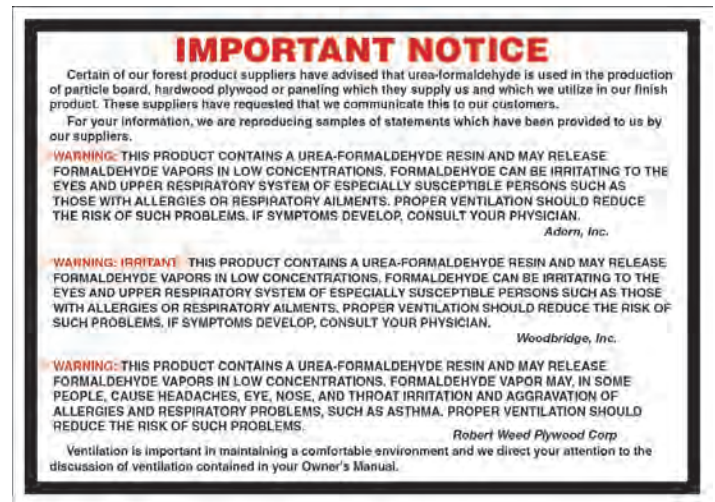 IMPORTANT NOTICE
Certain of our forest product suppliers have advised that urea-formaldehyde is used in the production
of particle board, hardwood plywood or paneling which they supply us and which we utilize in our finish
product. These suppliers have requested that we communicate this to our customers.
For your information, we are reproducing samples of statements which have been provided to us by
our suppliers.
WARNING: THIS PRODUCT CONTAINS A UREA-FORMALDEHYDE RESIN AND MAY RELEASE
FORMALDEHYDE VAPORS IN LOW CONCENTRATIONS. FORMALDEHYDE CAN BE IRRITATING TO THE
EYES AND UPPER RESPIRATORY SYSTEM OF ESPECIALLY SUSCEPTIBLE PERSONS SUCH AS
THOSE WITH ALLERGIES OR RESPIRATORY AILMENTS. PROPER VENTILATION SHOULD REDUCE
THE RISK OF SUCH PROBLEMS. IF SYMPTOMS DEVELOP, CONSULT YOUR PHYSICIAN.
Adorn, Inc.
WARNING: IRRITANT THIS PRODUCT CONTAINS A UREA-FORMALDEHYDE RESIN AND MAY RELEASE
FORMALDEHYDE VAPORS IN LOW CONCENTRATIONS. FORMALDEHYDE CAN BE IRRITATING TO THE
EYES AND UPPER RESPIRATORY SYSTEM OF ESPECIALLY SUSCEPTIBLE PERSONS SUCH AS THOSE
WITH ALLERGIES OR RESPIRATORY AILMENTS. PROPER VENTILATION SHOULD REDUCE THE RISK OF
SUCH PROBLEMS. IF SYMPTOMS DEVELOP, CONSULT YOUR PHYSICIAN.
Woodbridge, Inc.
WARNING: THIS PRODUCT CONTAINS A UREA-FORMALDEHYDE RESIN AND MAY RELEASE
FORMALDEHYDE VAPORS IN LOW CONCENTRATIONS. FORMALDEHYDE VAPOR MAY, IN SOME
PEOPLE, CAUSE HEADACHES, EYE, NOSE, AND THROAT IRRITATION AND AGGRAVATION OF
ALLERGIES AND RESPIRATORY PROBLEMS, SUCH AS ASTHMA. PROPER VENTILATION SHOULD
REDUCE THE RISK OF SUCH PROBLEMS.
Robert Weed Plywood Corp
Ventilation is important in maintaining a comfortable environment and we direct your attention to the
discussion of ventilation contained in your Owner's Manual.